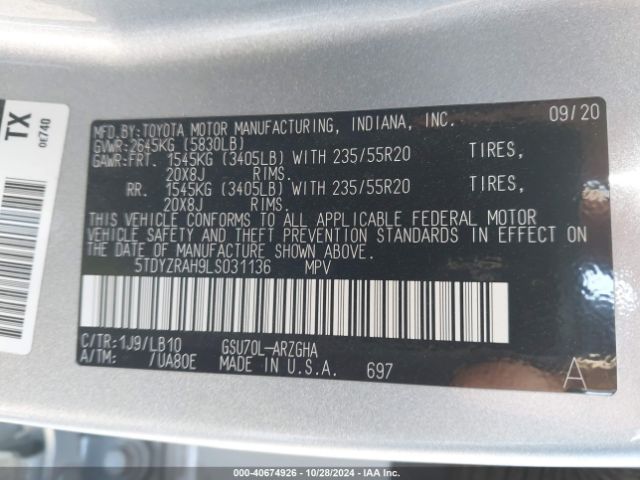 TX
0E740
MFD.BY:TOYOTA MOTOR MANUFACTURING, INDIANA, INC. 09/20
GVWR:2645KG (5830LB)
GAWR:FRT. 1545KG (3405LB) WITH 235/55R20 TIRES,
20X8J RIMS.
RR. 1545KG (3405LB) WITH 235/55R20 TIRES,
20X8J RIMS.
THIS VEHICLE CONFORMS TO ALL APPLICABLE FEDERAL MOTOR
VEHICLE SAFETY AND THEFT PREVENTION STANDARDS IN EFFECT ON
THE DATE OF MANUFACTURE SHOWN ABOVE.
5TDYZRAH9LS031136 MPV
C/TR:1J9/LB10 GSU70L-ARZGHA
A/TM: /UA80E MADE IN U.S.A. 697 A
000-40674926 | 10/28/2024 | IAA Inc.